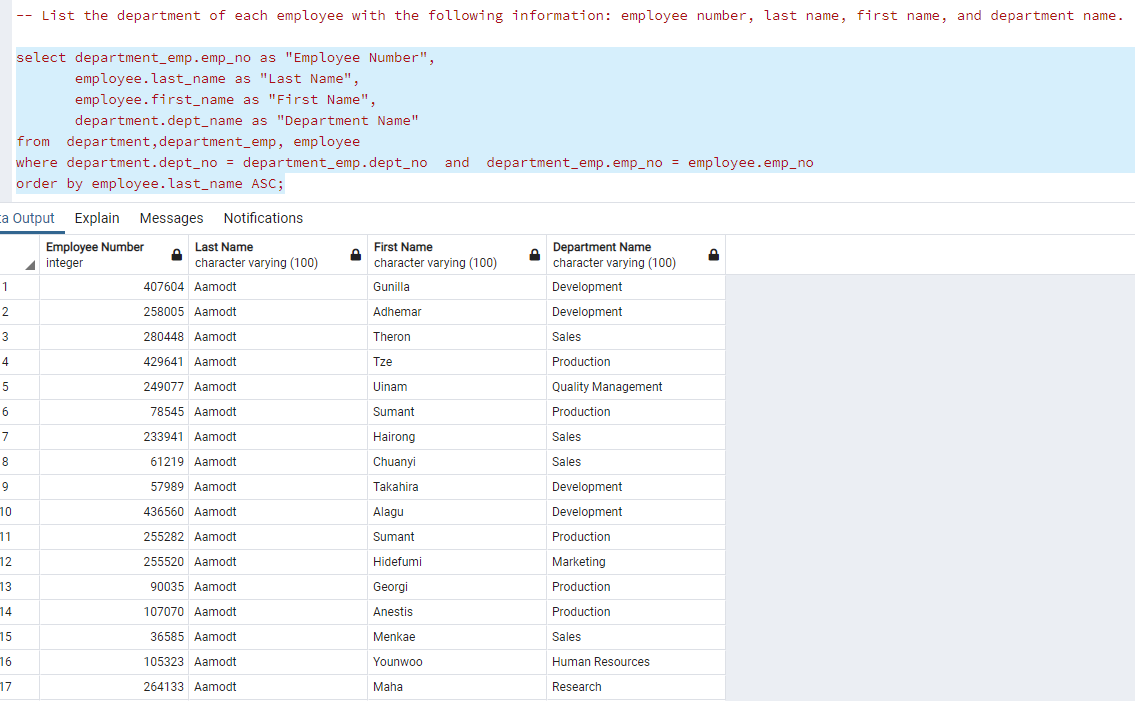 -- List the department of each employee with the following information: employee number, last name, first name, and department name.
select department_emp.emp_no as "Employee Number",
employee.last_name as "Last Name",
employee.first_name as "First Name",
department.dept_name as "Department Name"
from  department,department_emp, employee
where department.dept_no = department_emp.dept_no  and  department_emp.emp_no = employee.emp_no
order by employee.last_name ASC;
ta Output Explain Messages Notifications
Employee Number Last Name First Name Department Name
integer character varying (100) character varying (100) character varying (100)
1 407604 Aamodt Gunilla Development
2 258005 Aamodt Adhemar Development
3 280448 Aamodt Theron Sales
4 429641 Aamodt Tze Production
5 249077 Aamodt Uinam Quality Management
6 78545 Aamodt Sumant Production
7 233941 Aamodt Hairong Sales
8 61219 Aamodt Chuanyi Sales
9 57989 Aamodt Takahira Development
10 436560 Aamodt Alagu Development
11 255282 Aamodt Sumant Production
12 255520 Aamodt Hidefumi Marketing
13 90035 Aamodt Georgi Production
14 107070 Aamodt Anestis Production
15 36585 Aamodt Menkae Sales
16 105323 Aamodt Younwoo Human Resources
17 264133 Aamodt Maha Research